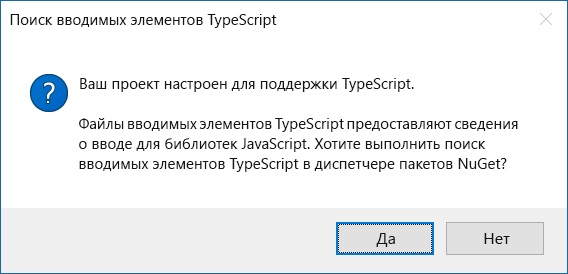 Поиск вводимых элементов TypeScript
Ваш проект настроен для поддержки TypeScript.
Файлы вводимых элементов TypeScript предоставляют сведения
о вводе для библиотек JavaScript. Хотите выполнить поиск
вводимых элементов TypeScript в диспетчере пакетов NuGet?
Да
Нет